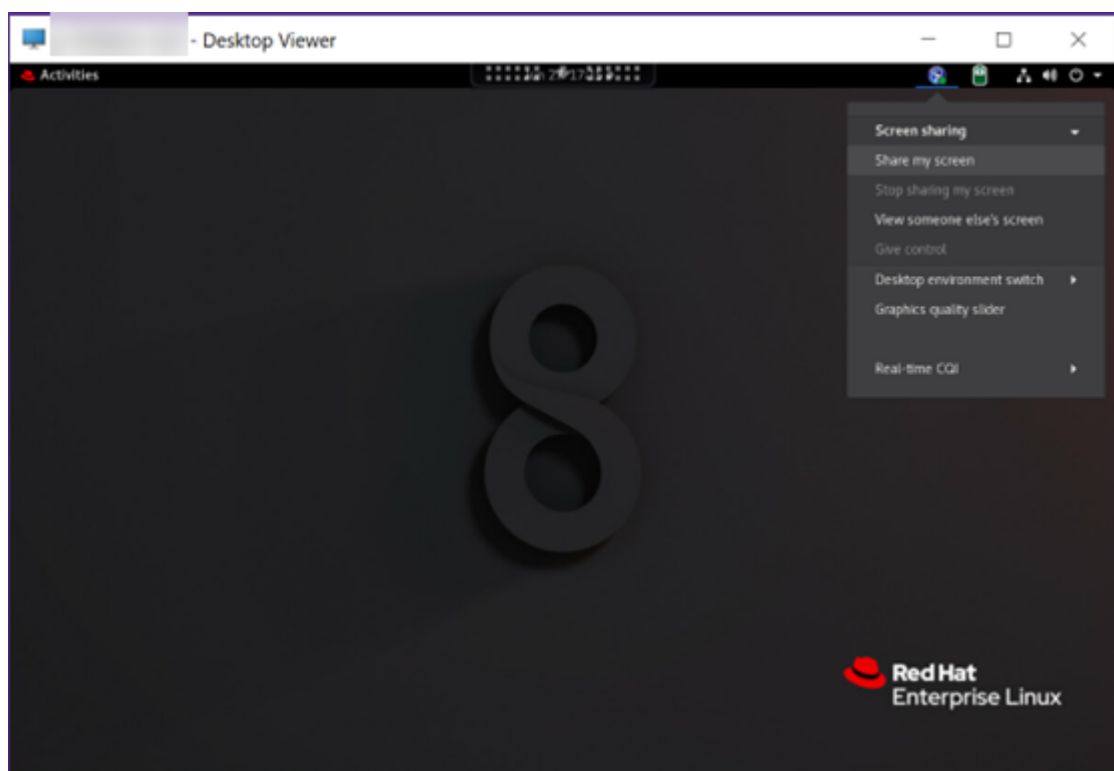 - Desktop Viewer
Activities
Screen sharing
Share my screen
Stop sharing my screen
View someone else's screen
Give control
Desktop environment switch
Graphics quality slider
Real-time CQI
8
Red Hat
Enterprise Linux